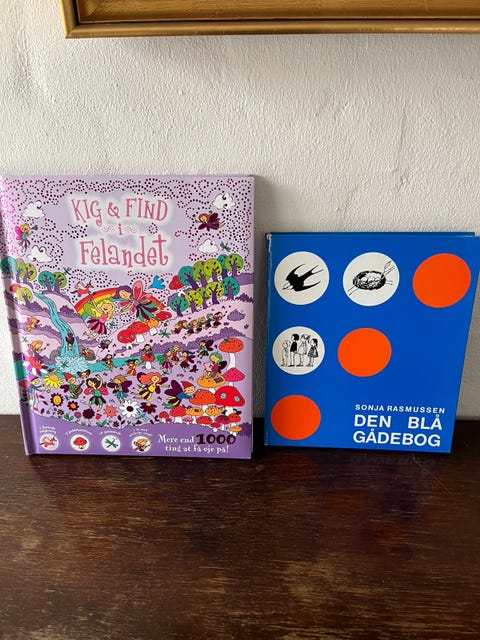 KIG & FIND
i
Felandet
Mere end 1000
ting at få øje på!
SONJA RASMUSSEN
DEN BLÅ
GÅDEBOG